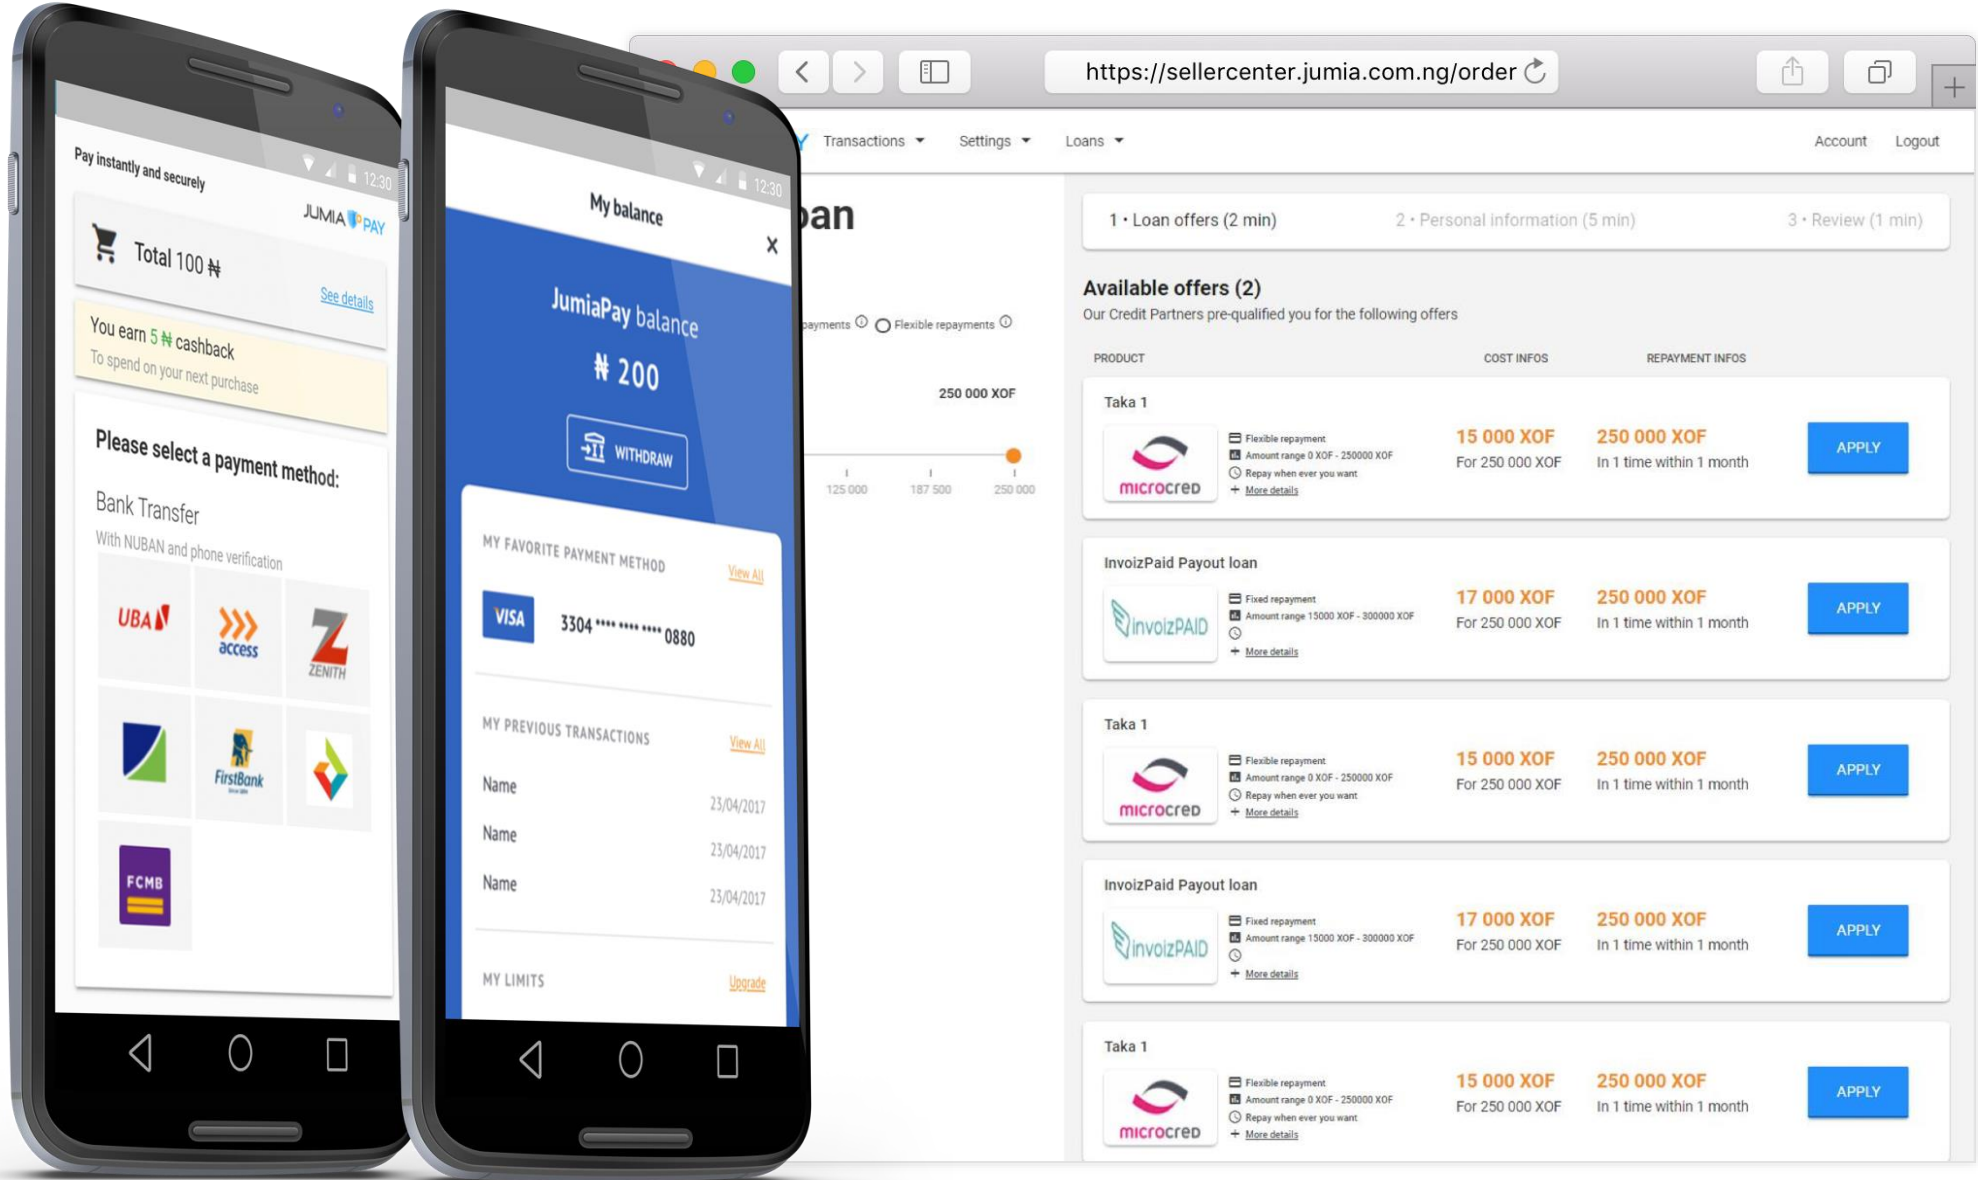 Pay instantly and securely
12:30
JUMIA PAY
Total 100 ₦
See details
You earn 5 ₦ cashback
To spend on your next purchase
Please select a payment method:
Bank Transfer
With NUBAN and phone verification
UBA
access
ZENITH
FirstBank
FCMB
12:30
My balance
X
JumiaPay balance
₦ 200
WITHDRAW
MY FAVORITE PAYMENT METHOD
View All
VISA
3304 **** **** **** 0880
MY PREVIOUS TRANSACTIONS
View All
Name
23/04/2017
Name
23/04/2017
Name
23/04/2017
MY LIMITS
Upgrade
https://sellercenter.jumia.com.ng/order
Y Transactions Settings Loans Account Logout
oan
payments Flexible repayments
250 000 XOF
125 000 187 500 250 000
1 • Loan offers (2 min) 2 • Personal information (5 min) 3 • Review (1 min)
Available offers (2)
Our Credit Partners pre-qualified you for the following offers
PRODUCT COST INFOS REPAYMENT INFOS
Taka 1
microcred
Flexible repayment
Amount range 0 XOF - 250000 XOF
Repay when ever you want
+ More details
15 000 XOF
For 250 000 XOF
250 000 XOF
In 1 time within 1 month
APPLY
InvoizPaid Payout loan
invoizPAID
Fixed repayment
Amount range 15000 XOF - 300000 XOF
+ More details
17 000 XOF
For 250 000 XOF
250 000 XOF
In 1 time within 1 month
APPLY
Taka 1
microcred
Flexible repayment
Amount range 0 XOF - 250000 XOF
Repay when ever you want
+ More details
15 000 XOF
For 250 000 XOF
250 000 XOF
In 1 time within 1 month
APPLY
InvoizPaid Payout loan
invoizPAID
Fixed repayment
Amount range 15000 XOF - 300000 XOF
+ More details
17 000 XOF
For 250 000 XOF
250 000 XOF
In 1 time within 1 month
APPLY
Taka 1
microcred
Flexible repayment
Amount range 0 XOF - 250000 XOF
Repay when ever you want
+ More details
15 000 XOF
For 250 000 XOF
250 000 XOF
In 1 time within 1 month
APPLY